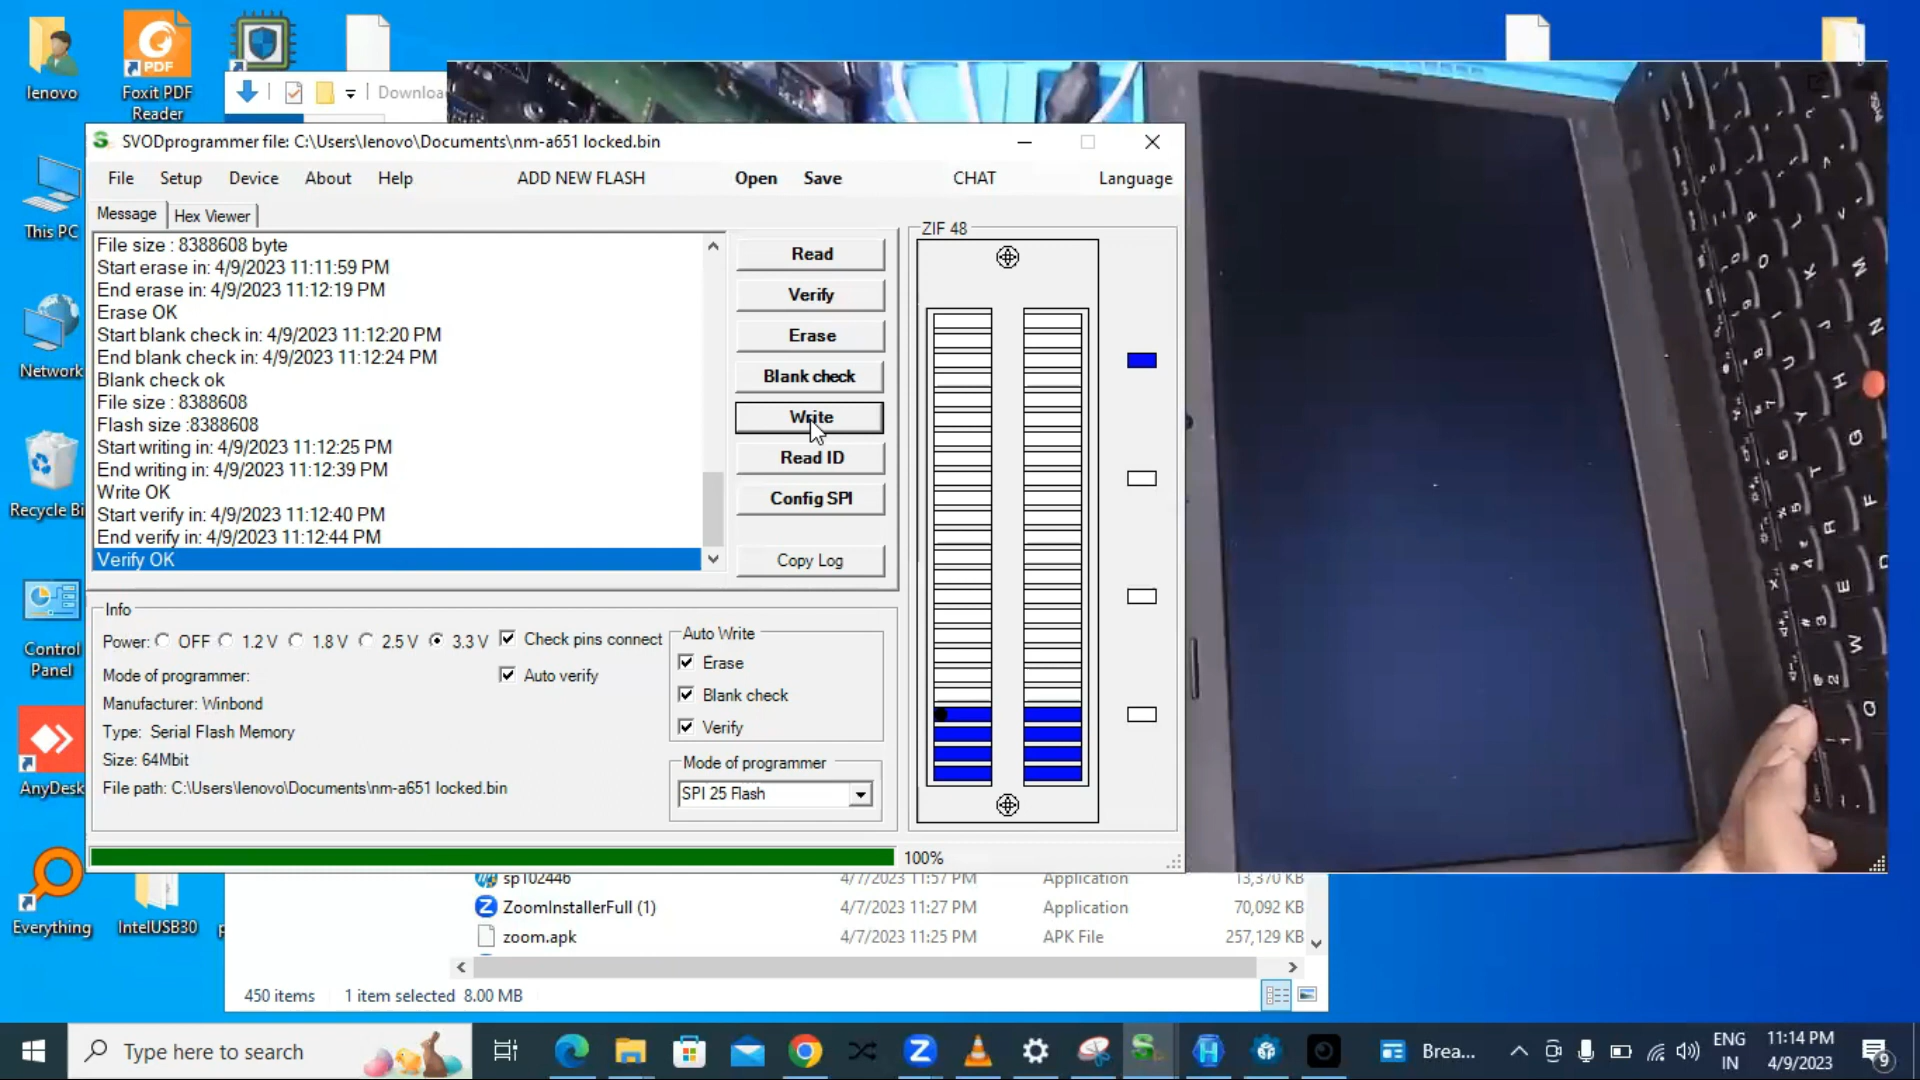 lenovo
Foxit PDF
Reader
This PC
Network
Recycle Bi
Control
Panel
AnyDesk
Everything
IntelUSB30
Downloa
SVODprogrammer file: C:\Users\lenovo\Documents\nm-a651 locked.bin
File Setup Device About Help ADD NEW FLASH Open Save CHAT Language
Message Hex Viewer
File size : 8388608 byte
Start erase in: 4/9/2023 11:11:59 PM
End erase in: 4/9/2023 11:12:19 PM
Erase OK
Start blank check in: 4/9/2023 11:12:20 PM
End blank check in: 4/9/2023 11:12:24 PM
Blank check ok
File size : 8388608
Flash size :8388608
Start writing in: 4/9/2023 11:12:25 PM
End writing in: 4/9/2023 11:12:39 PM
Write OK
Start verify in: 4/9/2023 11:12:40 PM
End verify in: 4/9/2023 11:12:44 PM
Verify OK
Read
Verify
Erase
Blank check
Write
Read ID
Config SPI
Copy Log
ZIF 48
Info
Power: OFF 1.2 V 1.8 V 2.5 V 3.3 V
Check pins connect
Auto verify
Mode of programmer:
Manufacturer: Winbond
Type: Serial Flash Memory
Size: 64Mbit
File path: C:\Users\lenovo\Documents\nm-a651 locked.bin
Auto Write
Erase
Blank check
Verify
Mode of programmer
SPI 25 Flash
100%
sp102446 4/7/2023 11:57 PM Application 13,370 KB
ZoomInstallerFull (1) 4/7/2023 11:27 PM Application 70,092 KB
zoom.apk 4/7/2023 11:25 PM APK File 257,129 KB
450 items 1 item selected 8.00 MB
Type here to search
Brea...
ENG
IN
11:14 PM
4/9/2023
9